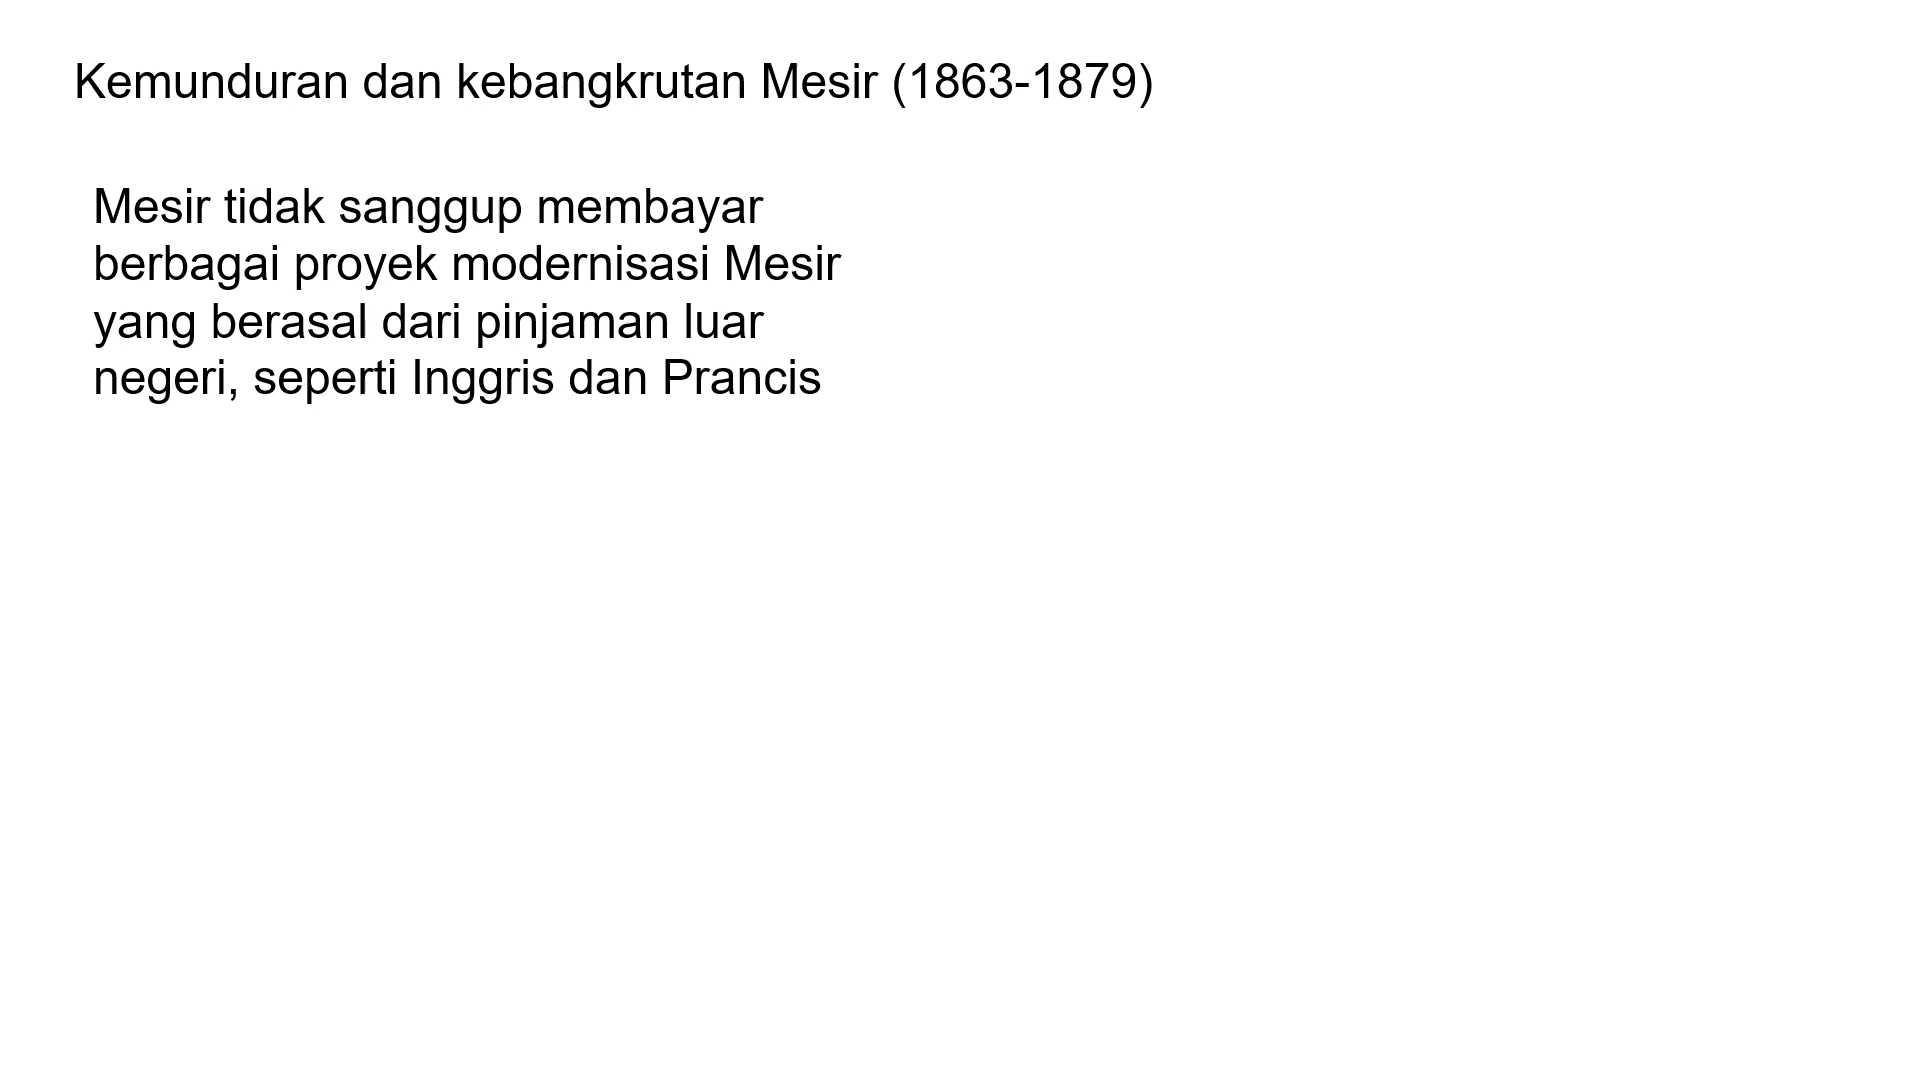 Kemunduran dan kebangkrutan Mesir (1863-1879)
Mesir tidak sanggup membayar
berbagai proyek modernisasi Mesir
yang berasal dari pinjaman luar
negeri, seperti Inggris dan Prancis